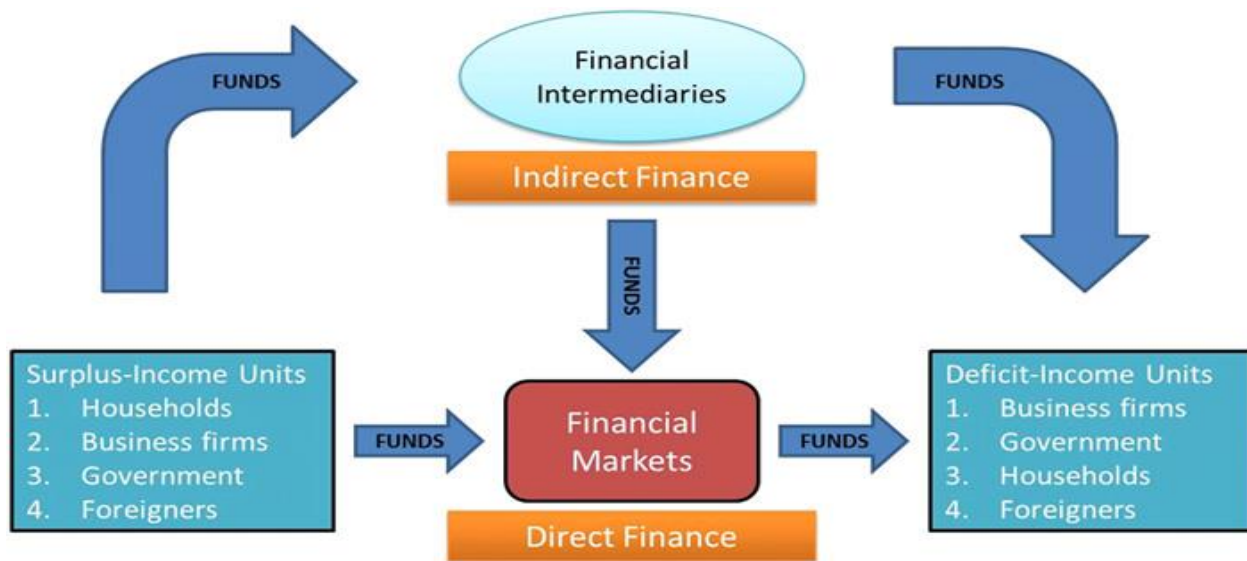 FUNDS
Financial
Intermediaries
FUNDS
Indirect Finance
FUNDS
Surplus-Income Units
1. Households
2. Business firms
3. Government
4. Foreigners
FUNDS
Financial
Markets
FUNDS
Deficit-Income Units
1. Business firms
2. Government
3. Households
4. Foreigners
Direct Finance